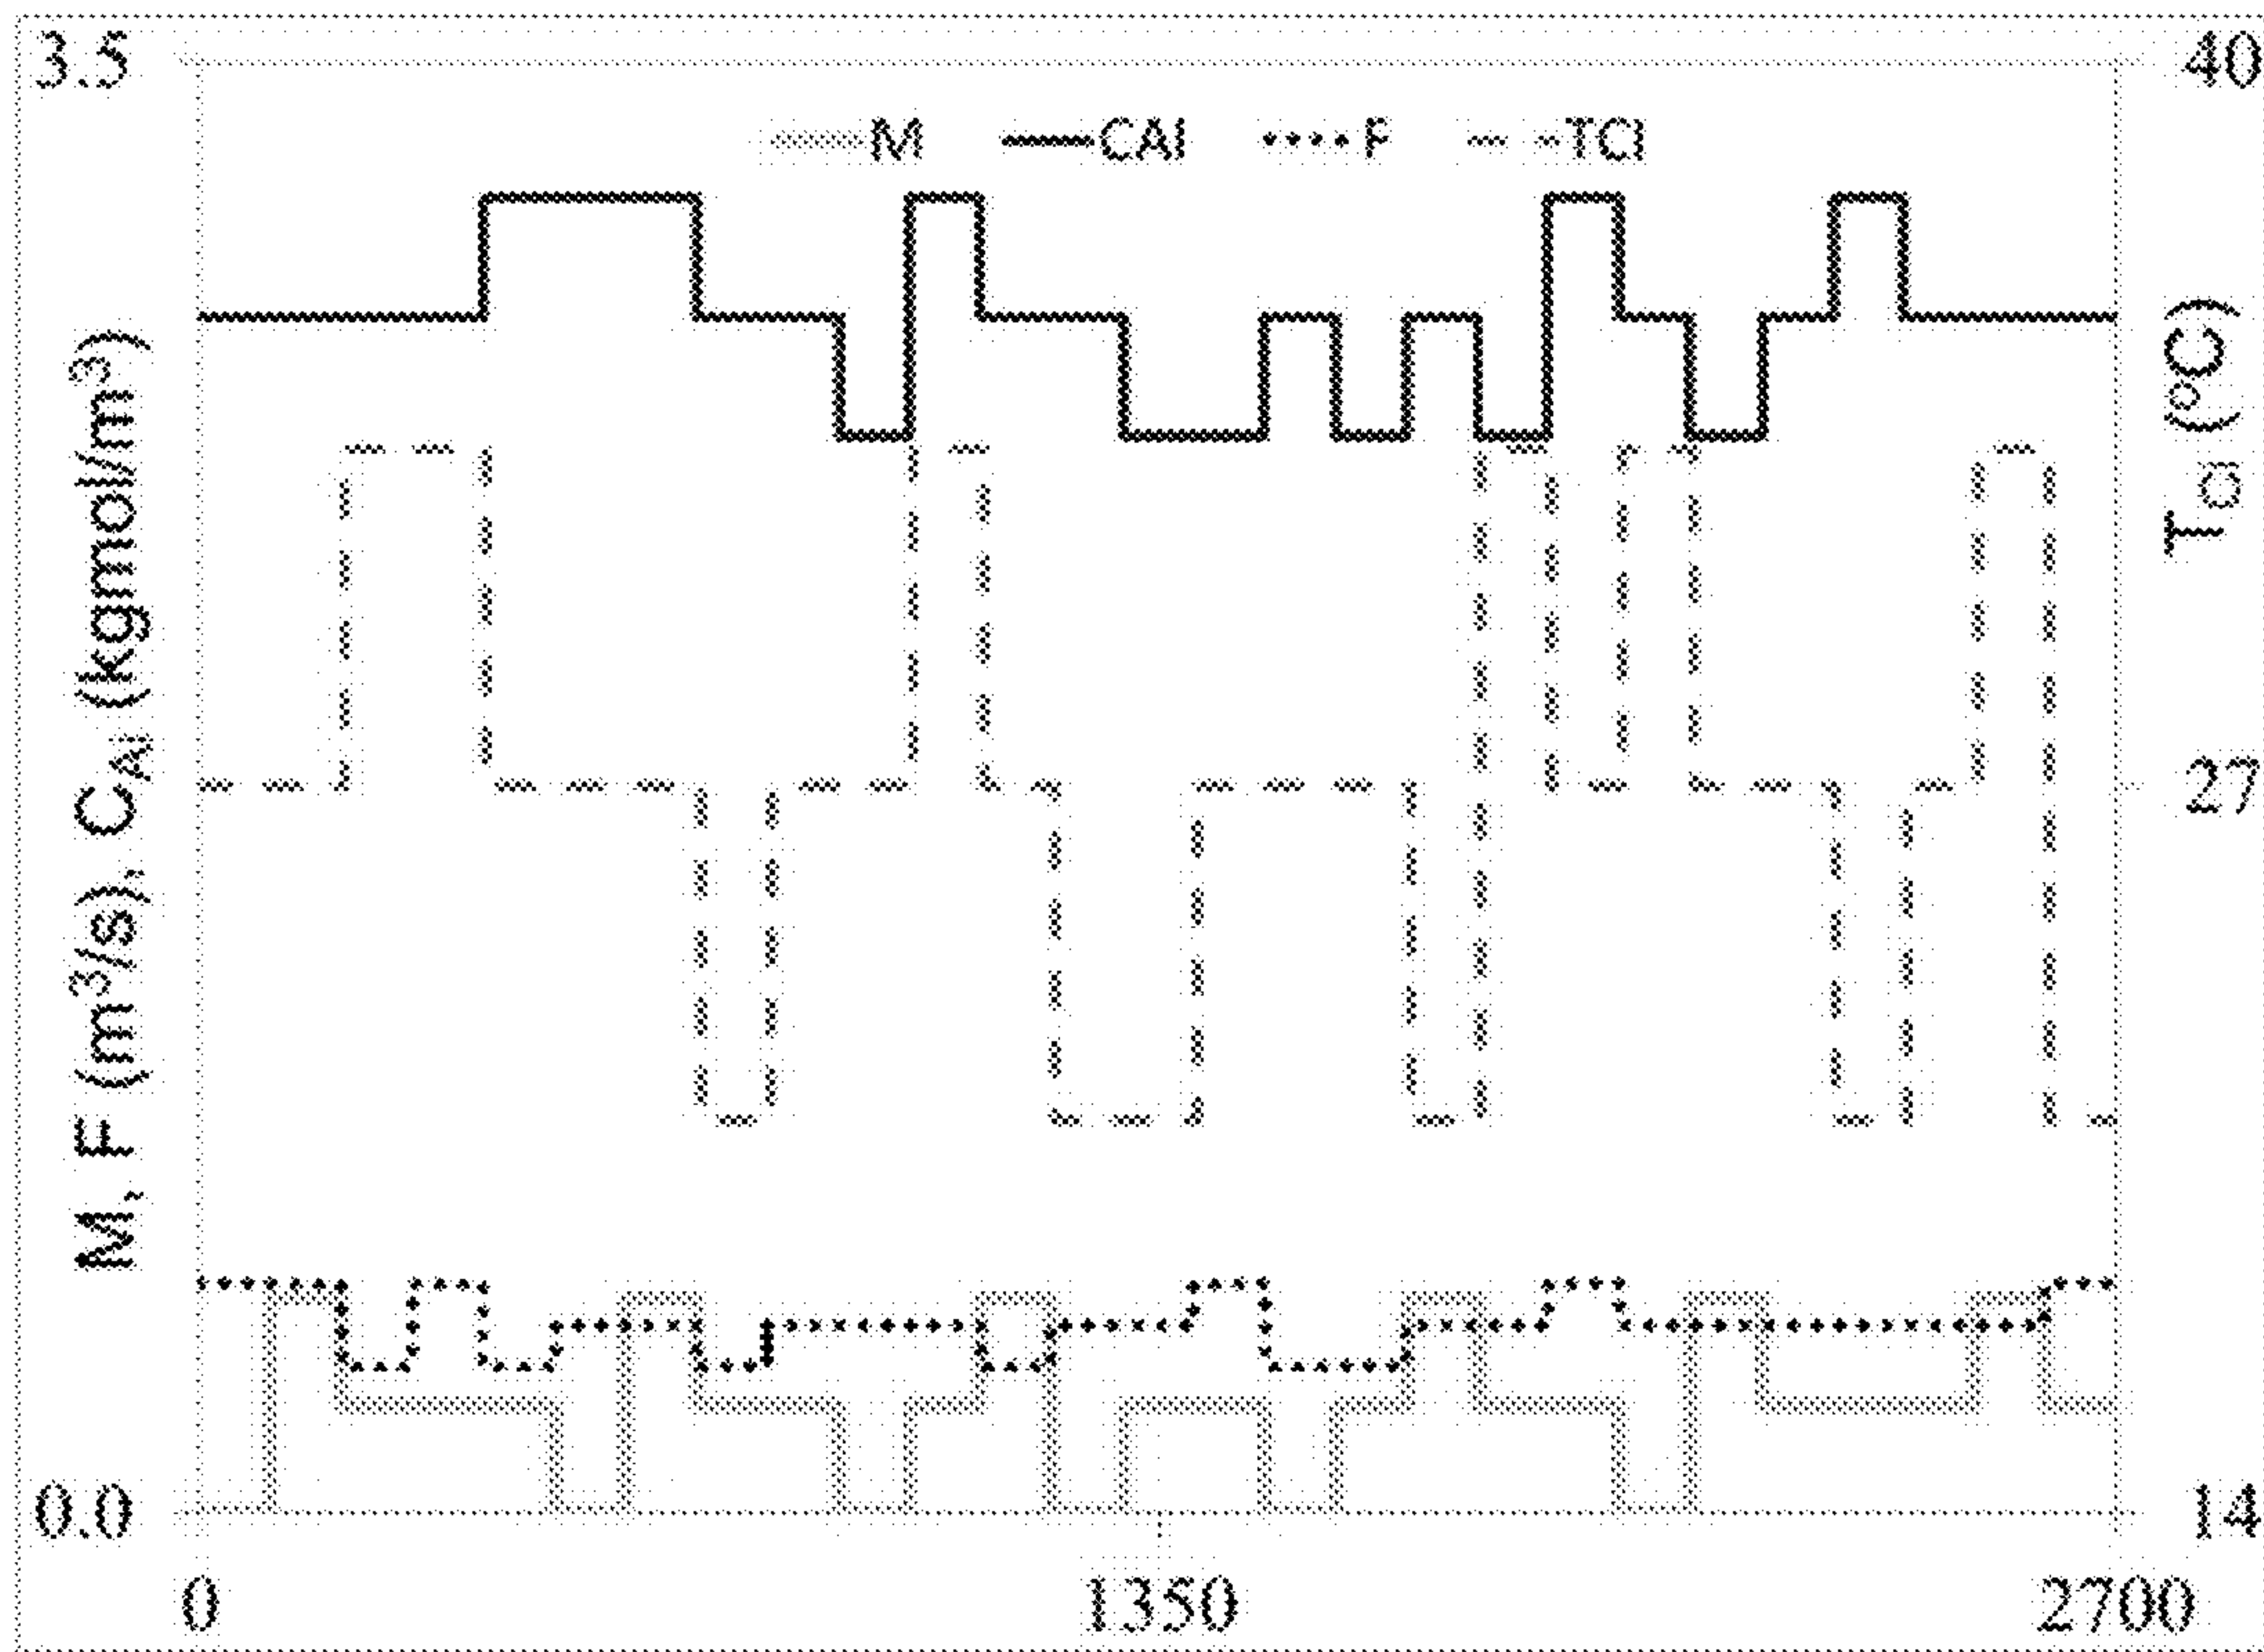 3.5
40
M CAI F TCI
M, F (m³/s), C_Ai (kgmol/m³)
T_CI (°C)
27
0.0
14
0
1350
2700